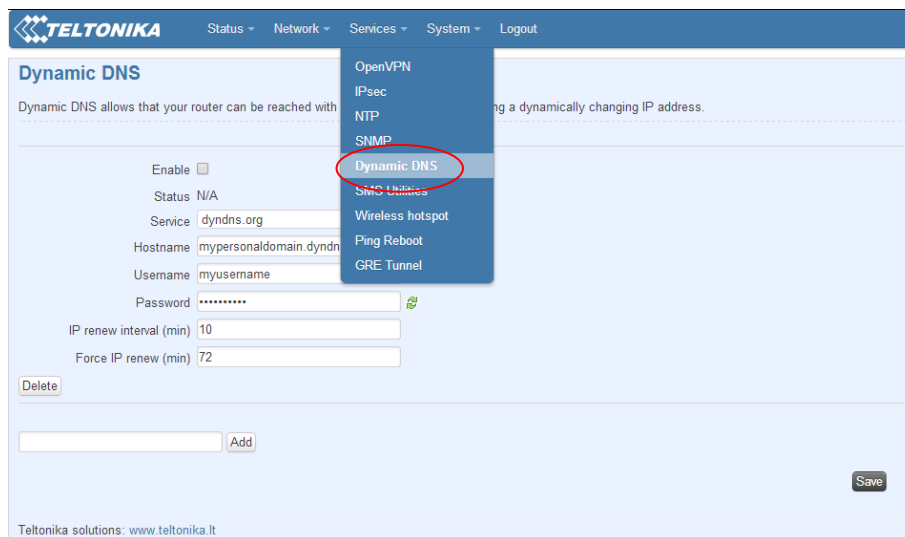 TELTONIKA Status Network Services System Logout
Dynamic DNS
Dynamic DNS allows that your router can be reached with
ng a dynamically changing IP address.
OpenVPN
IPsec
NTP
SNMP
Dynamic DNS
SMS Utilities
Wireless hotspot
Ping Reboot
GRE Tunnel
Enable
Status N/A
Service dyndns.org
Hostname mypersonaldomain.dyndn
Username myusername
Password ••••••••••
IP renew interval (min) 10
Force IP renew (min) 72
Delete
Add
Save
Teltonika solutions: www.teltonika.lt